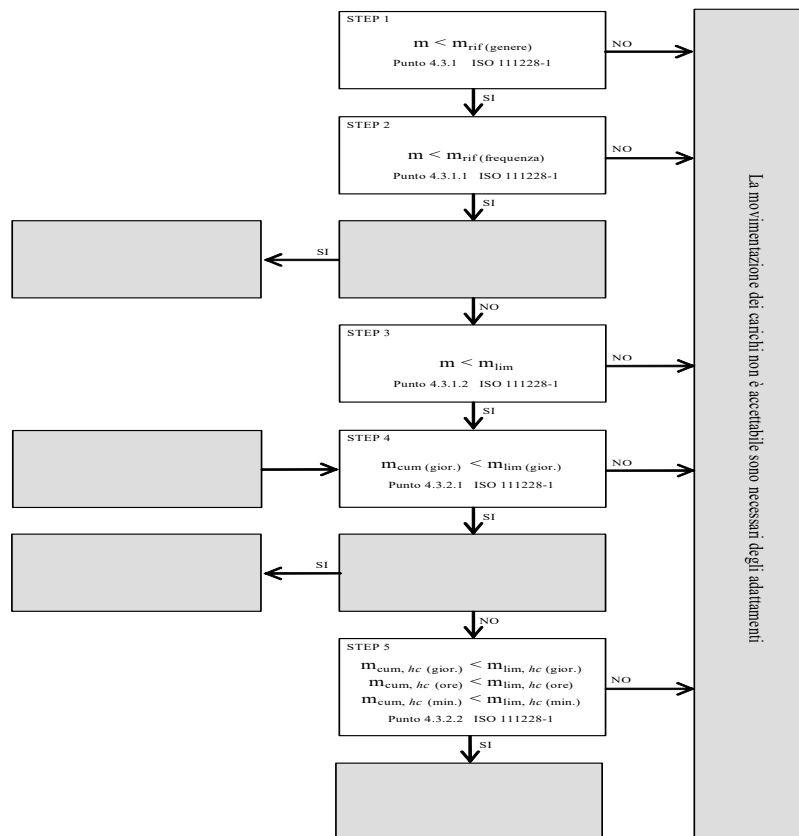 STEP 1
m < mrif (genere)
Punto 4.3.1 ISO 111228-1
NO
SI
STEP 2
m < mrif (frequenza)
Punto 4.3.1.1 ISO 111228-1
NO
SI
SI
NO
STEP 3
m < mlim
Punto 4.3.1.2 ISO 111228-1
NO
SI
STEP 4
mcum (gior.) < mlim (gior.)
Punto 4.3.2.1 ISO 111228-1
NO
SI
SI
NO
STEP 5
mcum, hc (gior.) < mlim, hc (gior.)
mcum, hc (ore) < mlim, hc (ore)
mcum, hc (min.) < mlim, hc (min.)
Punto 4.3.2.2 ISO 111228-1
NO
SI
La movimentazione dei carichi non è accettabile sono necessari degli adattamenti